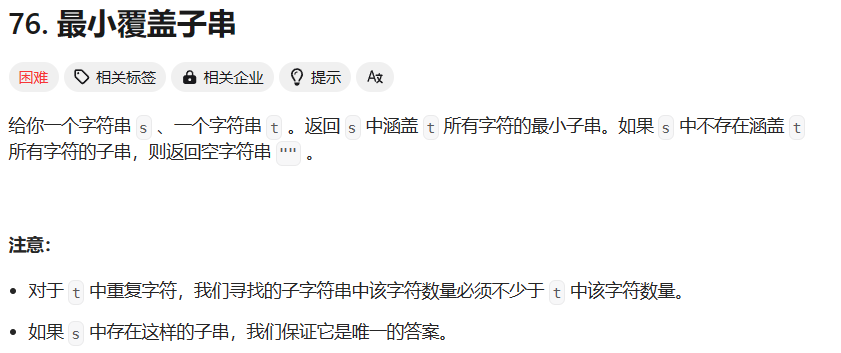 76. 最小覆盖子串
困难 相关标签 相关企业 提示 A文
给你一个字符串 s 、一个字符串 t 。返回 s 中涵盖 t 所有字符的最小子串。如果 s 中不存在涵盖 t
所有字符的子串，则返回空字符串 "" 。
注意：
• 对于 t 中重复字符，我们寻找的子字符串中该字符数量必须不少于 t 中该字符数量。
• 如果 s 中存在这样的子串，我们保证它是唯一的答案。